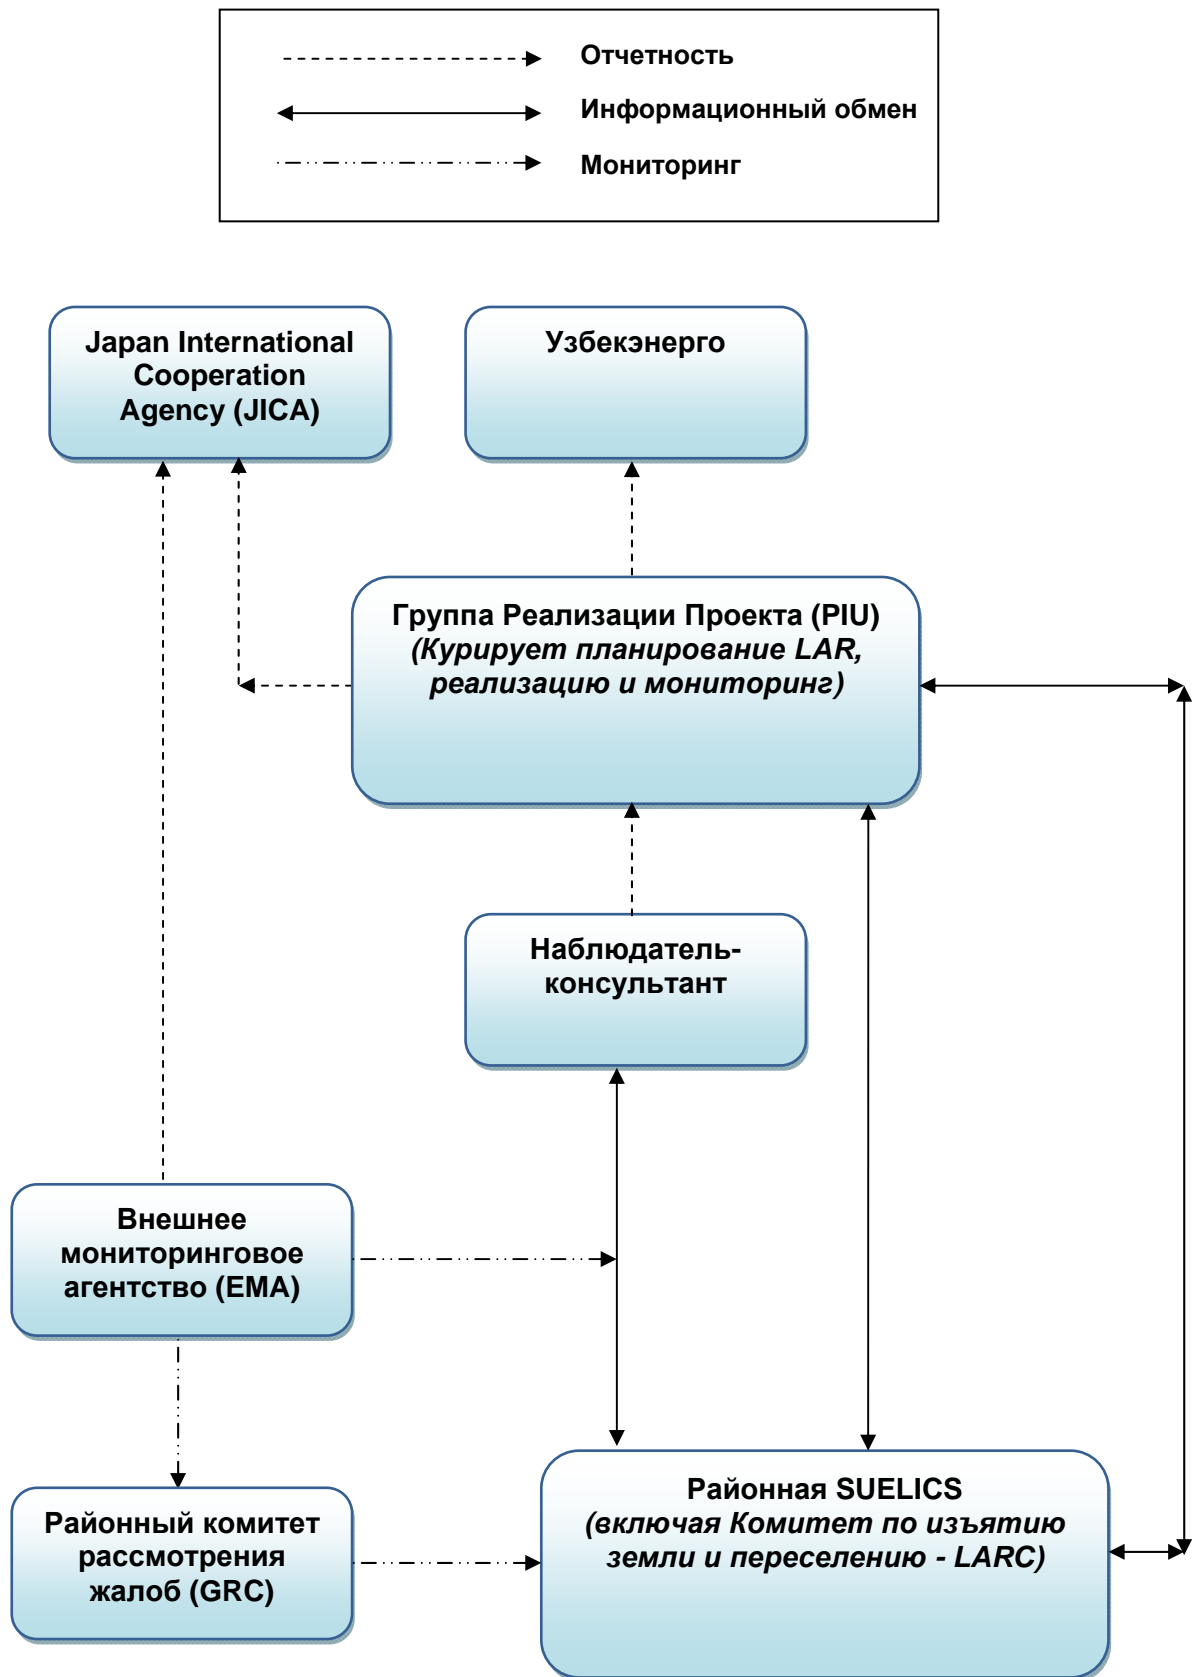 Отчетность
Информационный обмен
Мониторинг
Japan International
Cooperation
Agency (JICA)
Узбекэнерго
Группа Реализации Проекта (PIU)
(Курирует планирование LAR,
реализацию и мониторинг)
Наблюдатель-
консультант
Внешнее
мониторинговое
агентство (EMA)
Районный комитет
рассмотрения
жалоб (GRC)
Районная SUELICS
(включая Комитет по изъятию
земли и переселению - LARC)